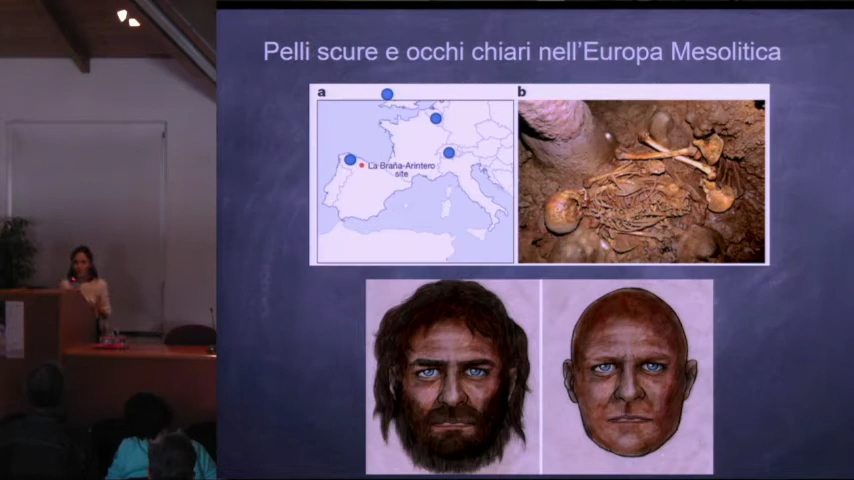 Pelli scure e occhi chiari nell'Europa Mesolitica
a
b
La Braña-Arintero
site